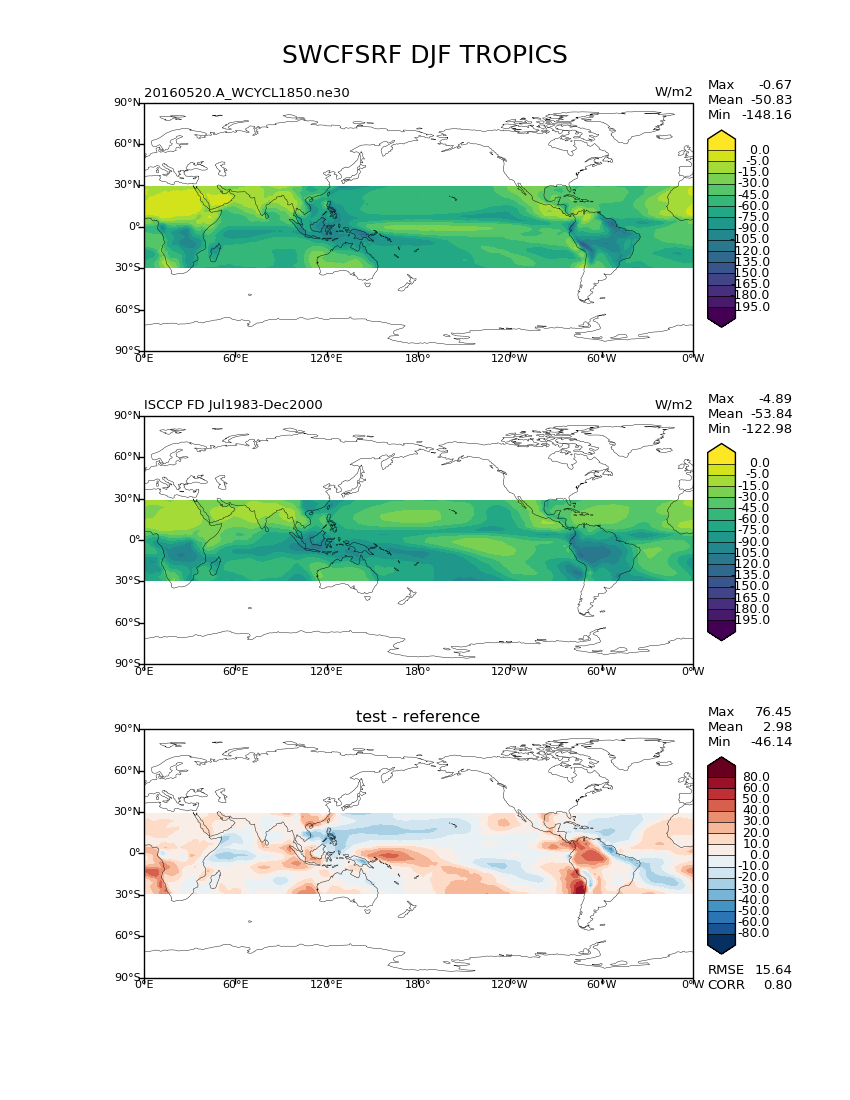 SWCFSRF DJF TROPICS
20160520.A_WCYCL1850.ne30
W/m2
Max -0.67
Mean -50.83
Min -148.16
90°N
60°N
30°N
0°
30°S
60°S
90°S
0°E 60°E 120°E 180° 120°W 60°W 0°W
0.0
-5.0
-15.0
-30.0
-45.0
-60.0
-75.0
-90.0
-105.0
-120.0
-135.0
-150.0
-165.0
-180.0
-195.0
ISCCP FD Jul1983-Dec2000
W/m2
Max -4.89
Mean -53.84
Min -122.98
90°N
60°N
30°N
0°
30°S
60°S
90°S
0°E 60°E 120°E 180° 120°W 60°W 0°W
0.0
-5.0
-15.0
-30.0
-45.0
-60.0
-75.0
-90.0
-105.0
-120.0
-135.0
-150.0
-165.0
-180.0
-195.0
test - reference
Max 76.45
Mean 2.98
Min -46.14
90°N
60°N
30°N
0°
30°S
60°S
90°S
0°E 60°E 120°E 180° 120°W 60°W 0°W
80.0
60.0
50.0
40.0
30.0
20.0
10.0
0.0
-10.0
-20.0
-30.0
-40.0
-50.0
-60.0
-80.0
RMSE 15.64
CORR 0.80